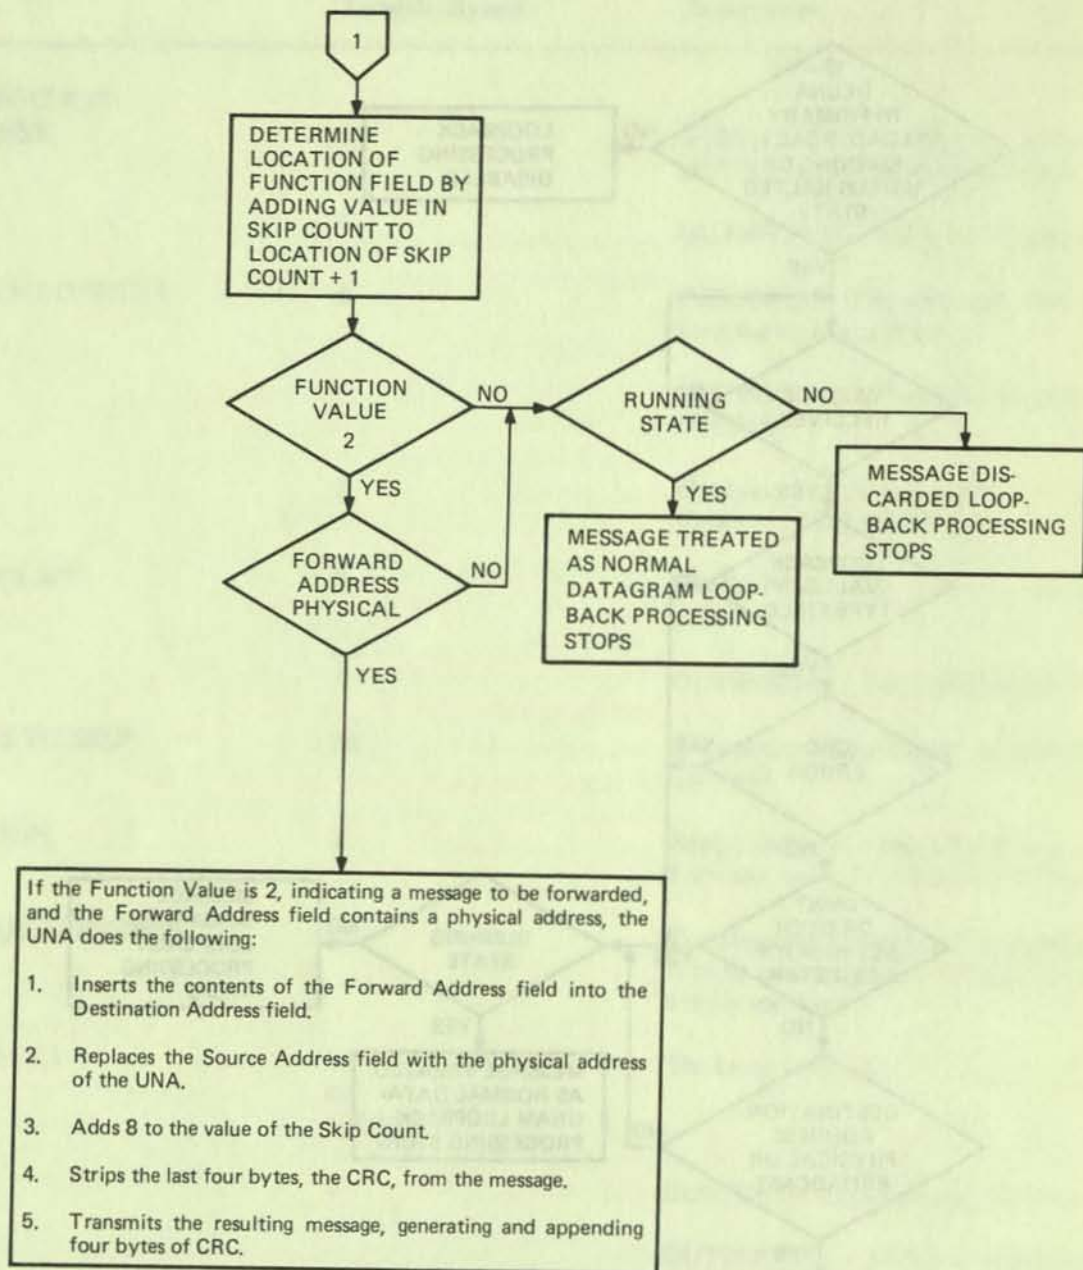 1
DETERMINE
LOCATION OF
FUNCTION FIELD BY
ADDING VALUE IN
SKIP COUNT TO
LOCATION OF SKIP
COUNT + 1
FUNCTION
VALUE
2
NO
YES
RUNNING
STATE
NO
YES
MESSAGE DIS-
CARDED LOOP-
BACK PROCESSING
STOPS
MESSAGE TREATED
AS NORMAL
DATAGRAM LOOP-
BACK PROCESSING
STOPS
FORWARD
ADDRESS
PHYSICAL
NO
YES
If the Function Value is 2, indicating a message to be forwarded,
and the Forward Address field contains a physical address, the
UNA does the following:
1. Inserts the contents of the Forward Address field into the
Destination Address field.
2. Replaces the Source Address field with the physical address
of the UNA.
3. Adds 8 to the value of the Skip Count.
4. Strips the last four bytes, the CRC, from the message.
5. Transmits the resulting message, generating and appending
four bytes of CRC.